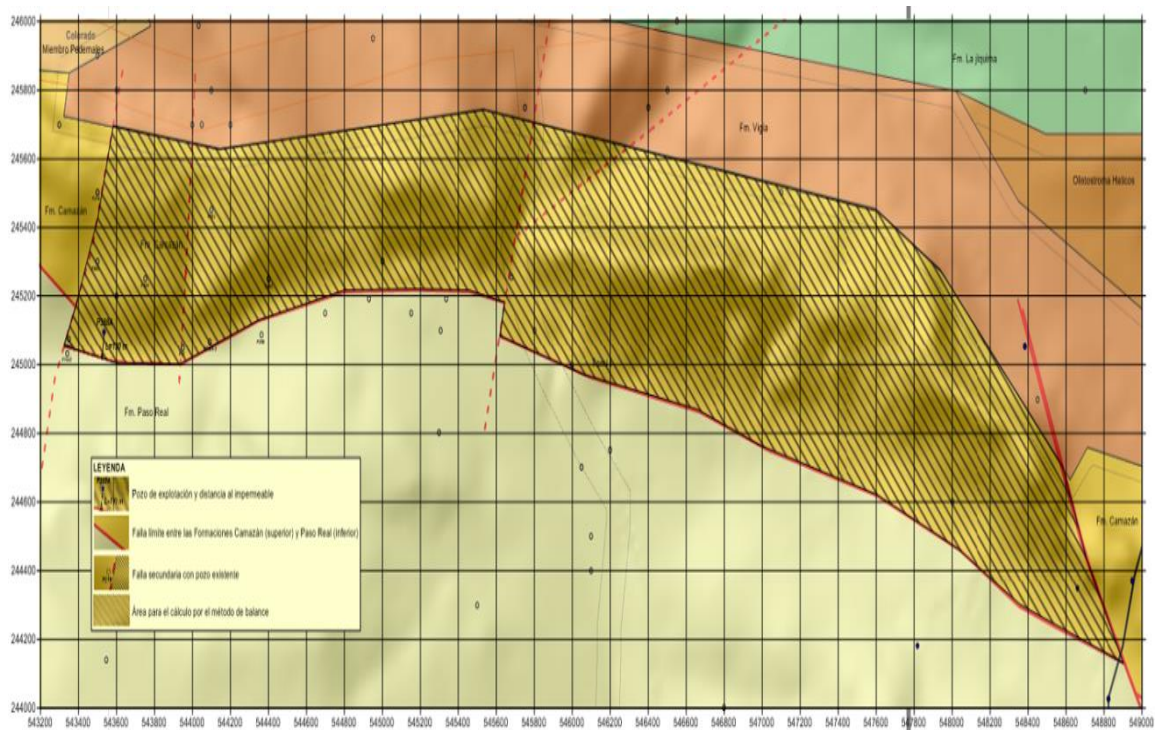 246000
Colorado
Miembro Pedernales
Fm. La Jíquima
245800
Fm. Vigía
245600
Olistostroma Haticos
Fm. Camazán
245400
Fm. Camazán
245200
245000
Fm. Paso Real
244800
LEYENDA
Pozo de explotación y distancia al impermeable
244600
Falla límite entre las Formaciones Camazán (superior) y Paso Real (inferior)
Fm. Camazán
Falla secundaria con pozo existente
244400
Área para el cálculo por el método de balance
244200
244000
543200 543400 543600 543800 544000 544200 544400 544600 544800 545000 545200 545400 545600 545800 546000 546200 546400 546600 546800 547000 547200 547400 547600 547800 548000 548200 548400 548600 548800 549000